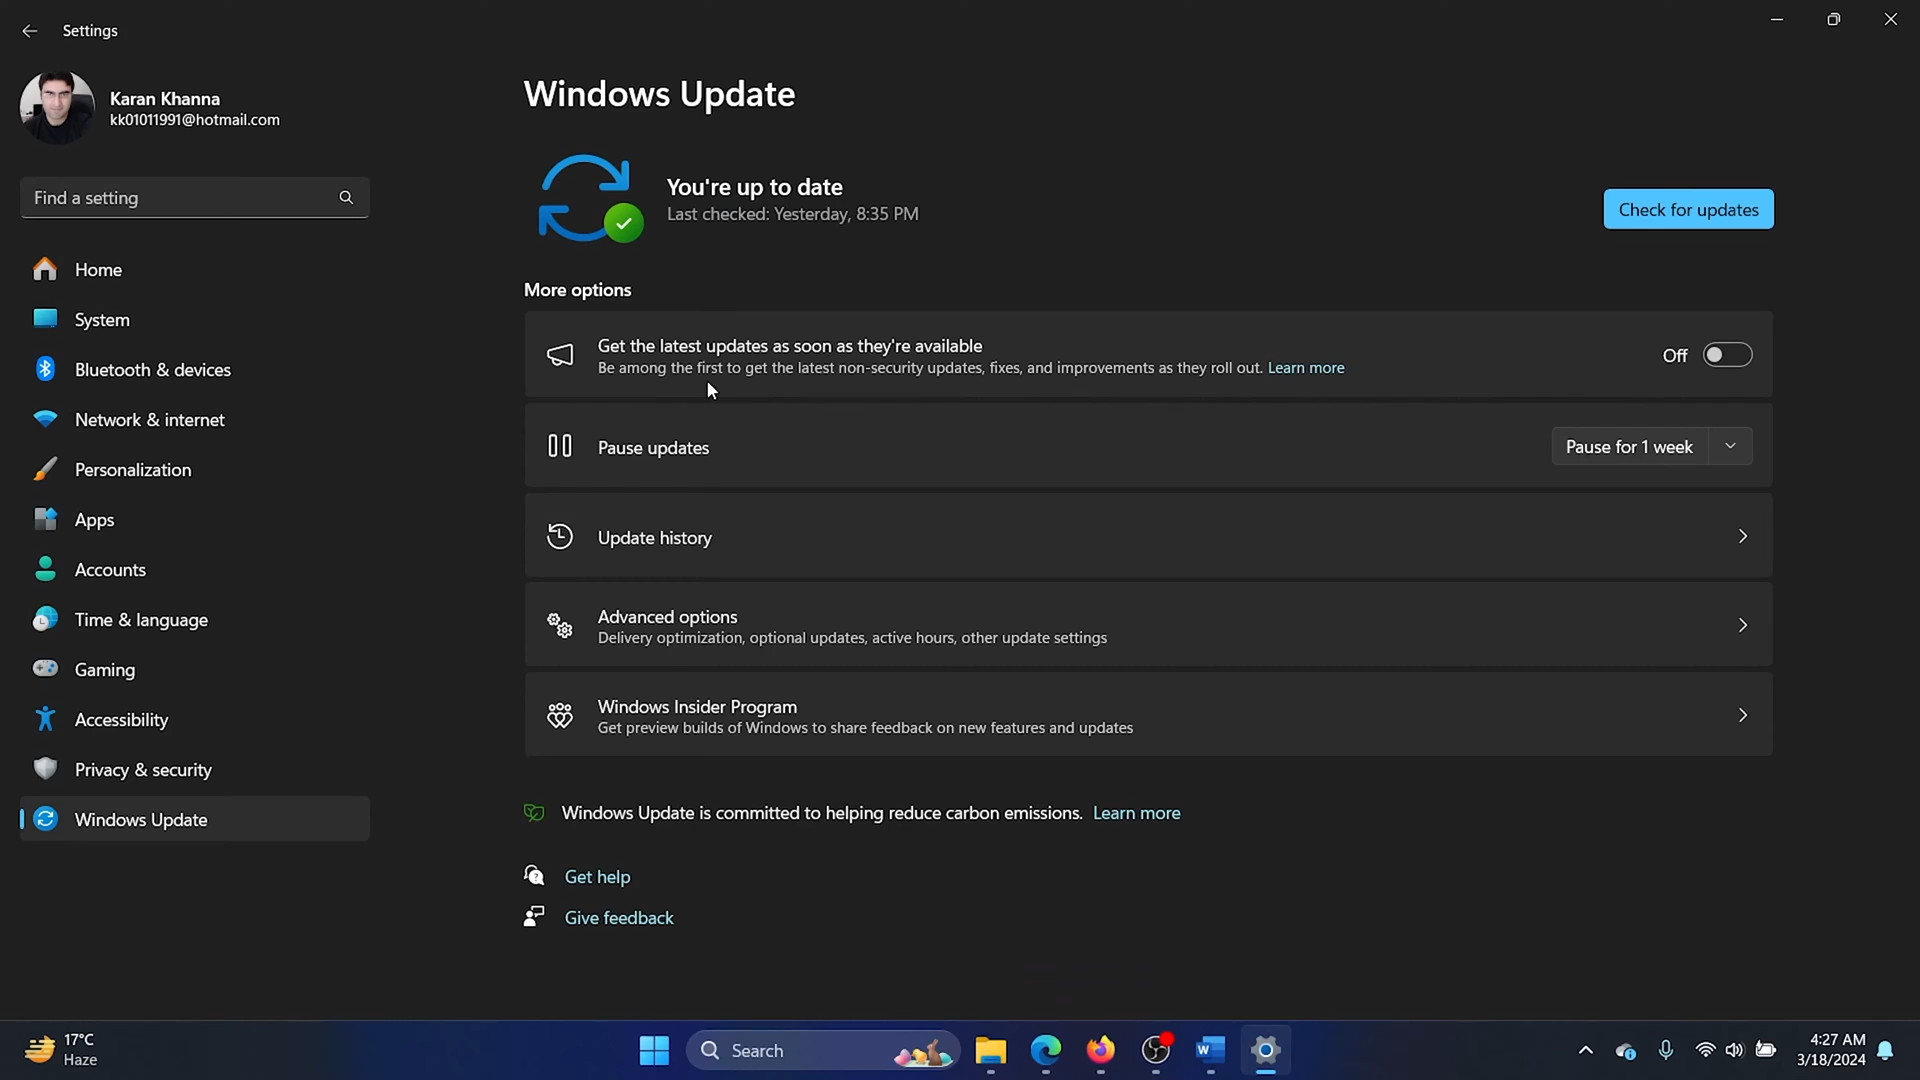 Settings
Karan Khanna
kk01011991@hotmail.com
Find a setting
Home
System
Bluetooth & devices
Network & internet
Personalization
Apps
Accounts
Time & language
Gaming
Accessibility
Privacy & security
Windows Update
Windows Update
You're up to date
Last checked: Yesterday, 8:35 PM
Check for updates
More options
Get the latest updates as soon as they're available
Be among the first to get the latest non-security updates, fixes, and improvements as they roll out. Learn more
Off
Pause updates
Pause for 1 week
Update history
Advanced options
Delivery optimization, optional updates, active hours, other update settings
Windows Insider Program
Get preview builds of Windows to share feedback on new features and updates
Windows Update is committed to helping reduce carbon emissions. Learn more
Get help
Give feedback
17°C
Haze
Search
W
4:27 AM
3/18/2024